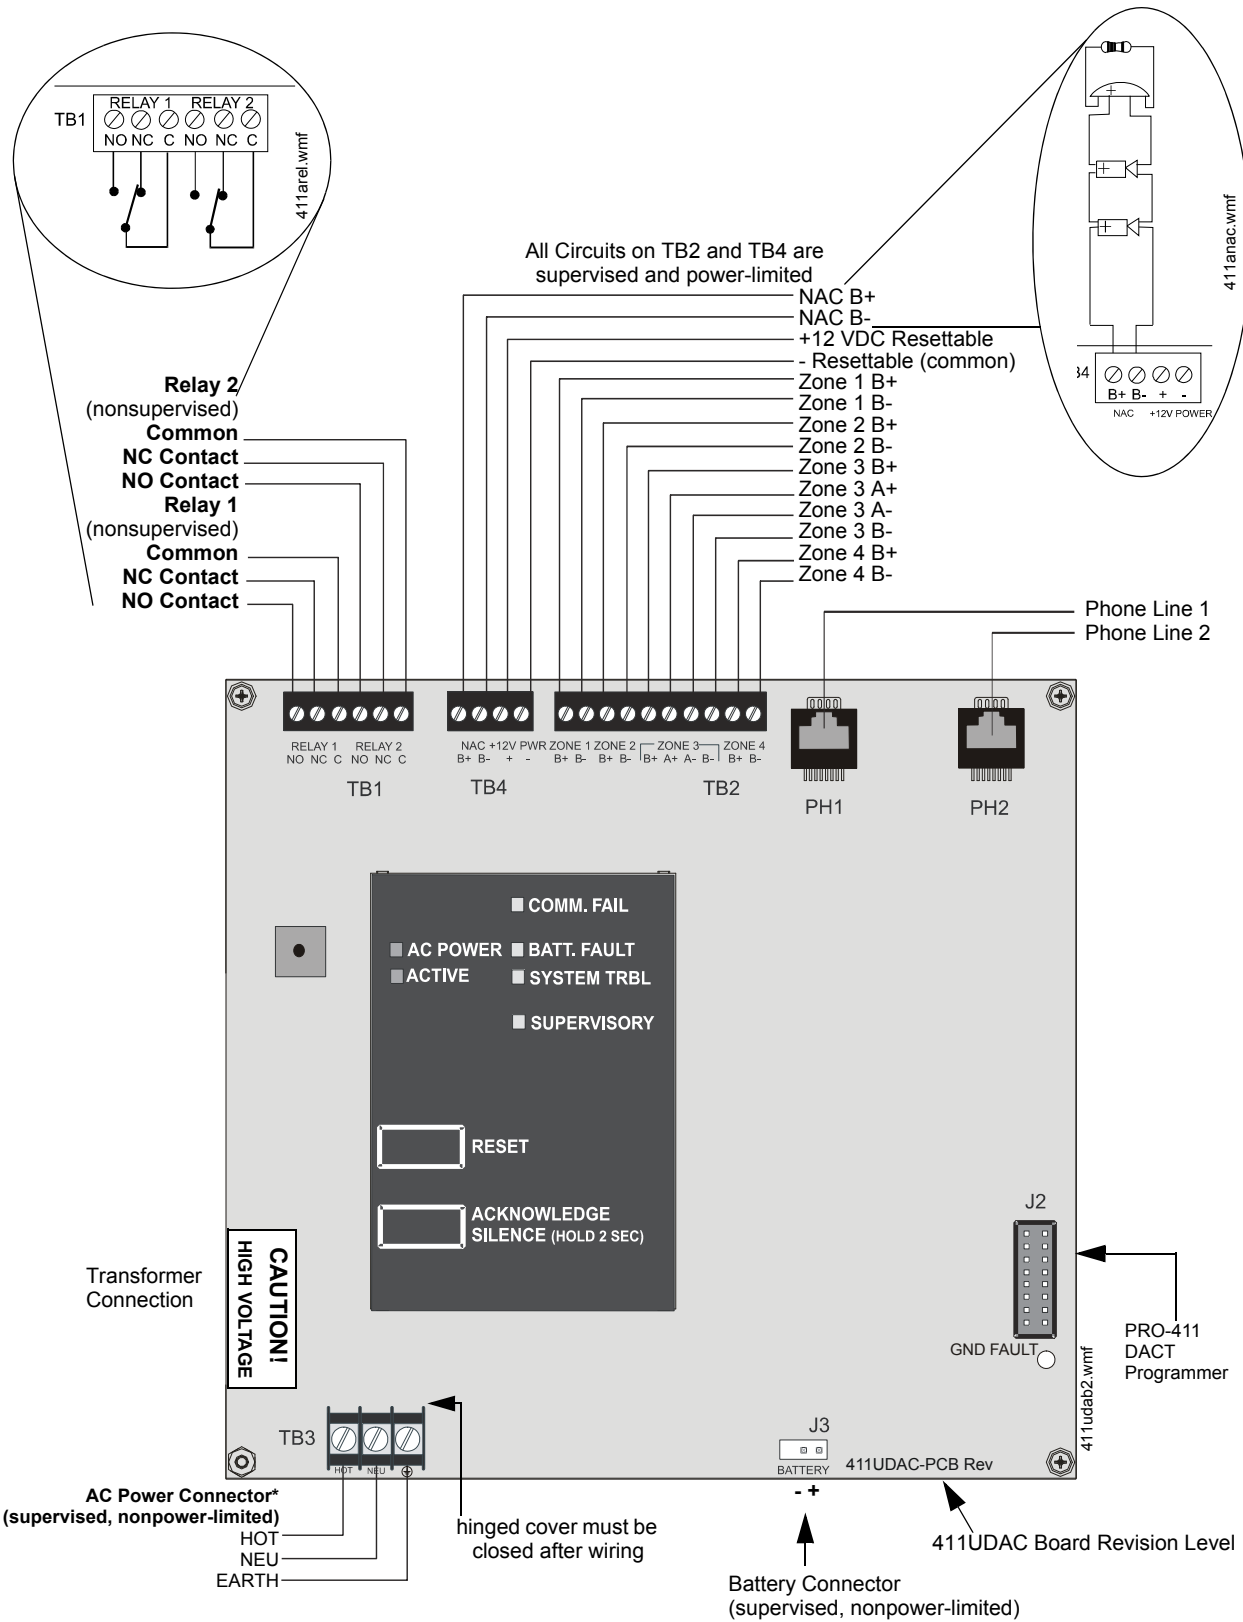 RELAY 1 RELAY 2
TB1
NO NC C NO NC C
411arel.wmf
All Circuits on TB2 and TB4 are
supervised and power-limited
NAC B+
NAC B-
+12 VDC Resettable
- Resettable (common)
Zone 1 B+
Zone 1 B-
Zone 2 B+
Zone 2 B-
Zone 3 B+
Zone 3 A+
Zone 3 A-
Zone 3 B-
Zone 4 B+
Zone 4 B-
+
+
+
411anac.wmf
34
B+ B- + -
NAC +12V POWER
Relay 2
(nonsupervised)
Common
NC Contact
NO Contact
Relay 1
(nonsupervised)
Common
NC Contact
NO Contact
Phone Line 1
Phone Line 2
RELAY 1 RELAY 2
NO NC C NO NC C
TB1
NAC +12V PWR
B+ B- + -
TB4
ZONE 1 ZONE 2 ZONE 3 ZONE 4
B+ B- B+ B- B+ A+ A- B- B+ B-
TB2
PH1
PH2
COMM. FAIL
AC POWER BATT. FAULT
ACTIVE SYSTEM TRBL
SUPERVISORY
RESET
ACKNOWLEDGE
SILENCE (HOLD 2 SEC)
Transformer
Connection
CAUTION!
HIGH VOLTAGE
J2
GND FAULT
PRO-411
DACT
Programmer
411udab2.wmf
TB3
HOT NEU
J3
BATTERY
- +
411UDAC-PCB Rev
AC Power Connector*
(supervised, nonpower-limited)
HOT
NEU
EARTH
hinged cover must be
closed after wiring
411UDAC Board Revision Level
Battery Connector
(supervised, nonpower-limited)